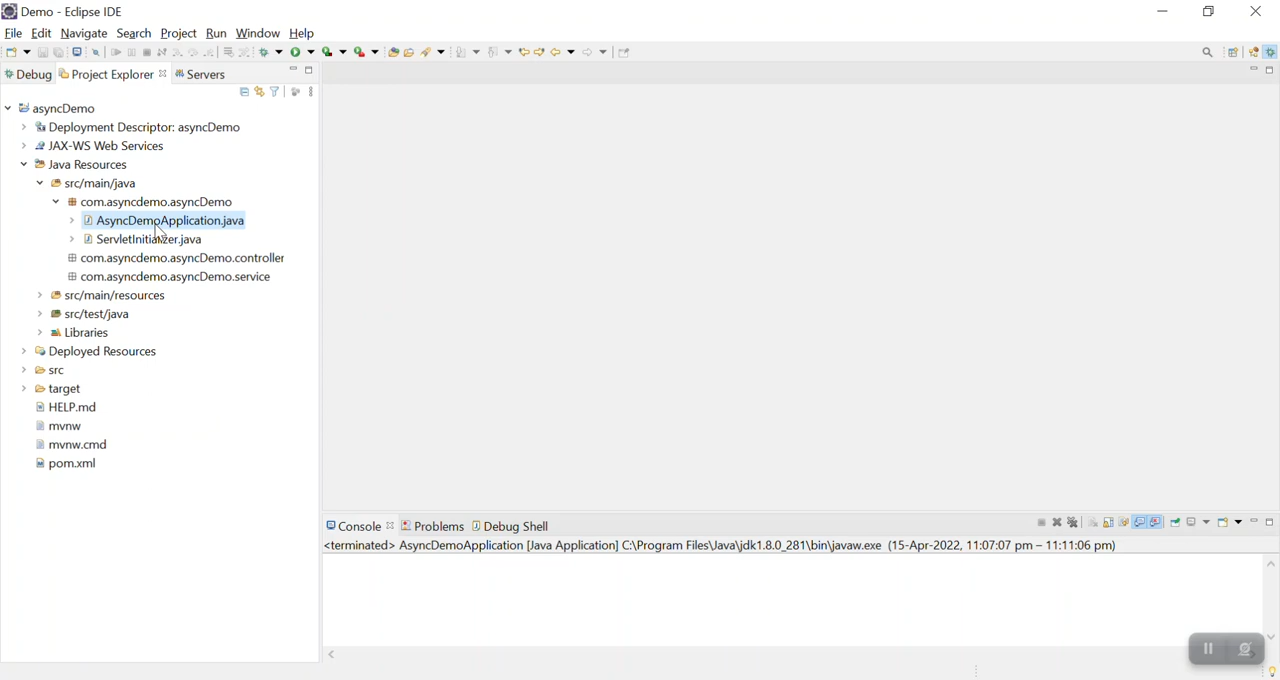 Demo - Eclipse IDE
File Edit Navigate Search Project Run Window Help
Debug Project Explorer Servers
asyncDemo
Deployment Descriptor: asyncDemo
JAX-WS Web Services
Java Resources
src/main/java
com.asyncdemo.asyncDemo
AsyncDemoApplication.java
ServletInitializer.java
com.asyncdemo.asyncDemo.controller
com.asyncdemo.asyncDemo.service
src/main/resources
src/test/java
Libraries
Deployed Resources
src
target
HELP.md
mvnw
mvnw.cmd
pom.xml
Console Problems Debug Shell
<terminated> AsyncDemoApplication [Java Application] C:\Program Files\Java\jdk1.8.0_281\bin\javaw.exe (15-Apr-2022, 11:07:07 pm – 11:11:06 pm)